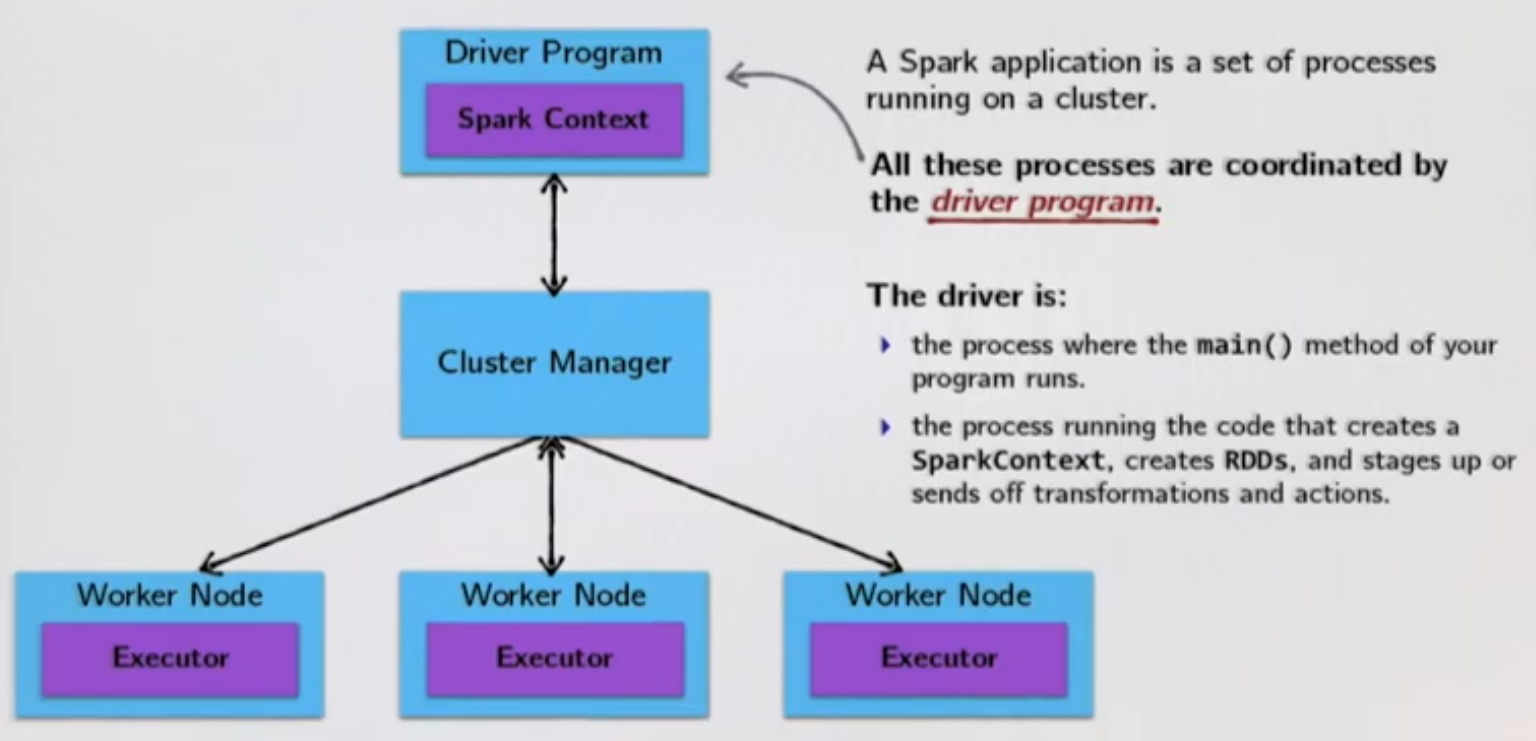 Driver Program
Spark Context
A Spark application is a set of processes
running on a cluster.
All these processes are coordinated by
the driver program.
The driver is:
the process where the main() method of your
program runs.
the process running the code that creates a
SparkContext, creates RDDs, and stages up or
sends off transformations and actions.
Cluster Manager
Worker Node
Executor
Worker Node
Executor
Worker Node
Executor